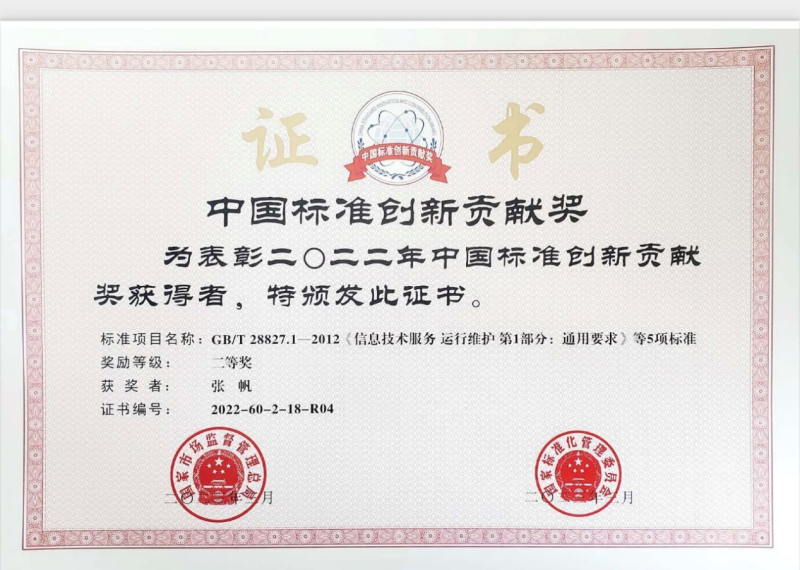 证 书
中国标准创新贡献奖
中国标准创新贡献奖
为表彰二〇二二年中国标准创新贡献
奖获得者，特颁发此证书。
标准项目名称：GB/T 28827.1—2012《信息技术服务 运行维护 第1部分：通用要求》等5项标准
奖励等级：二等奖
获 奖 者：张 帆
证书编号：2022-60-2-18-R04
国家市场监督管理总局
国家标准化管理委员会